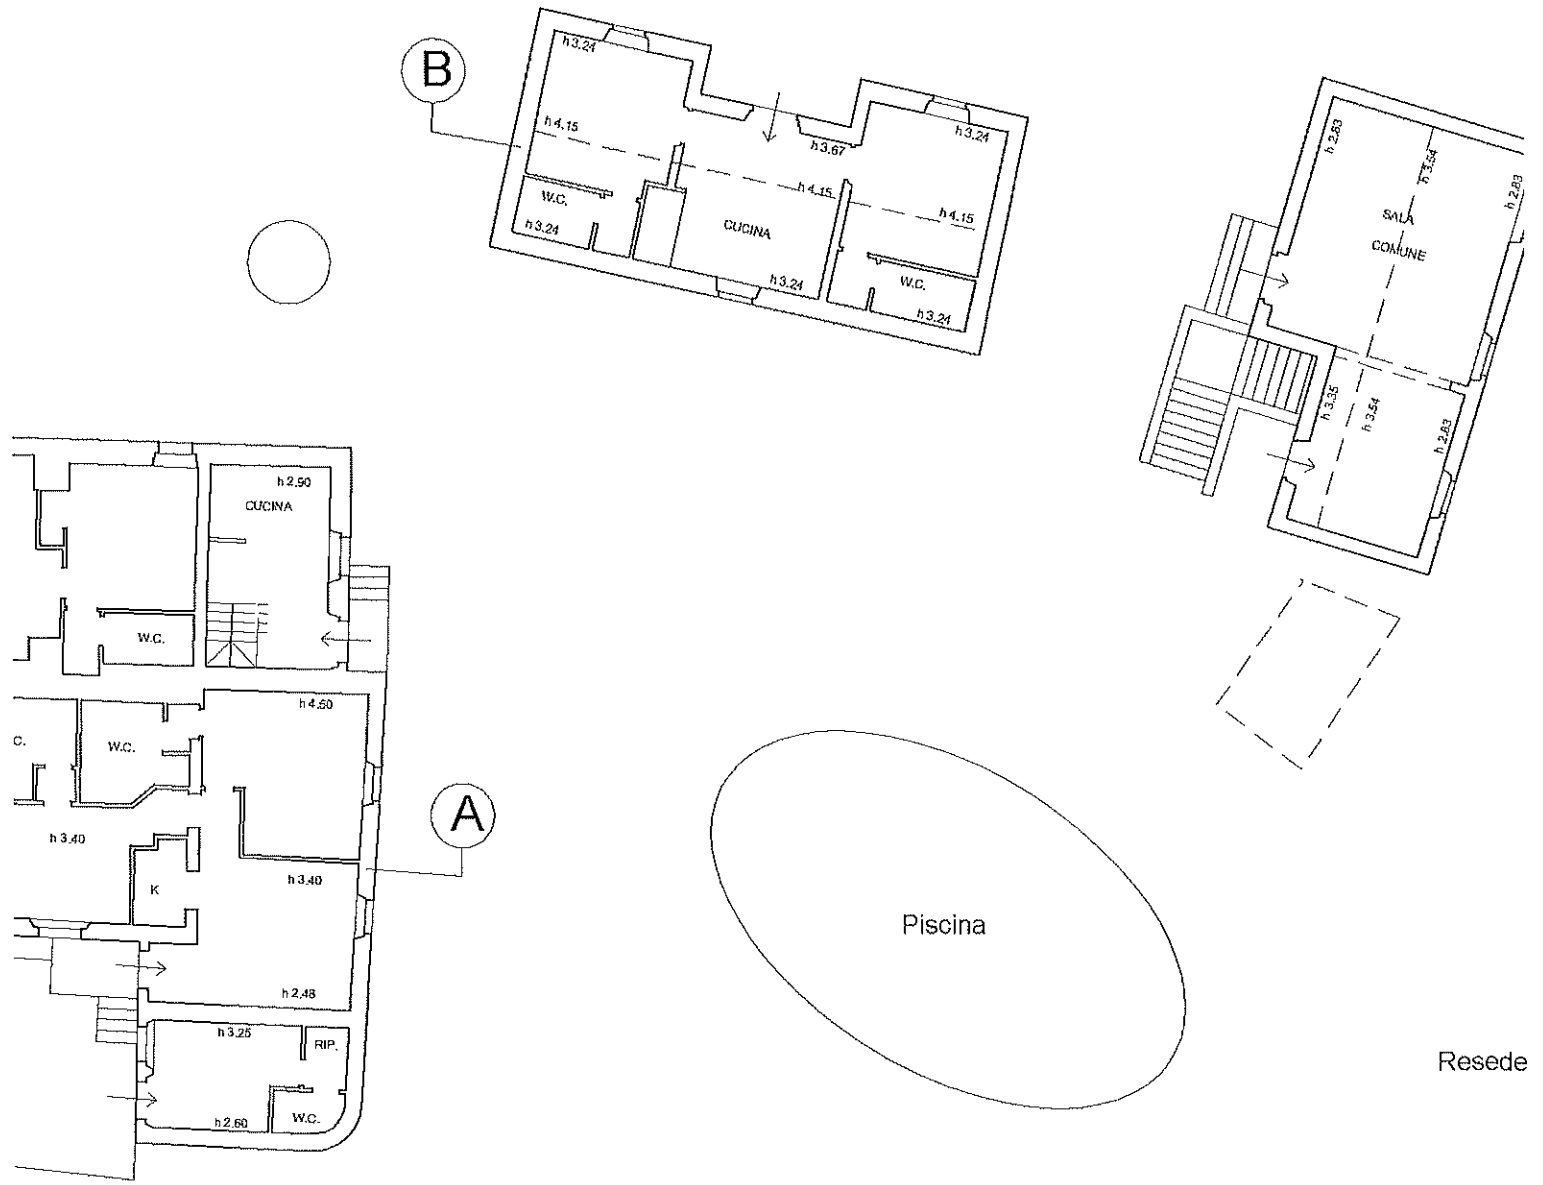 B
h 3.24
h 4.15
h 3.67
h 3.24
h 4.15
h 4.15
W.C.
h 3.24
CUCINA
h 3.24
W.C.
h 3.24
h 2.83
h 3.54
h 2.83
SALA
COMUNE
h 3.35
h 3.54
h 2.83
h 2.90
CUCINA
W.C.
h 4.60
C.
W.C.
A
h 3.40
K
h 3.40
h 2.48
h 3.25
RIP.
h 2.60
W.C.
Piscina
Resede